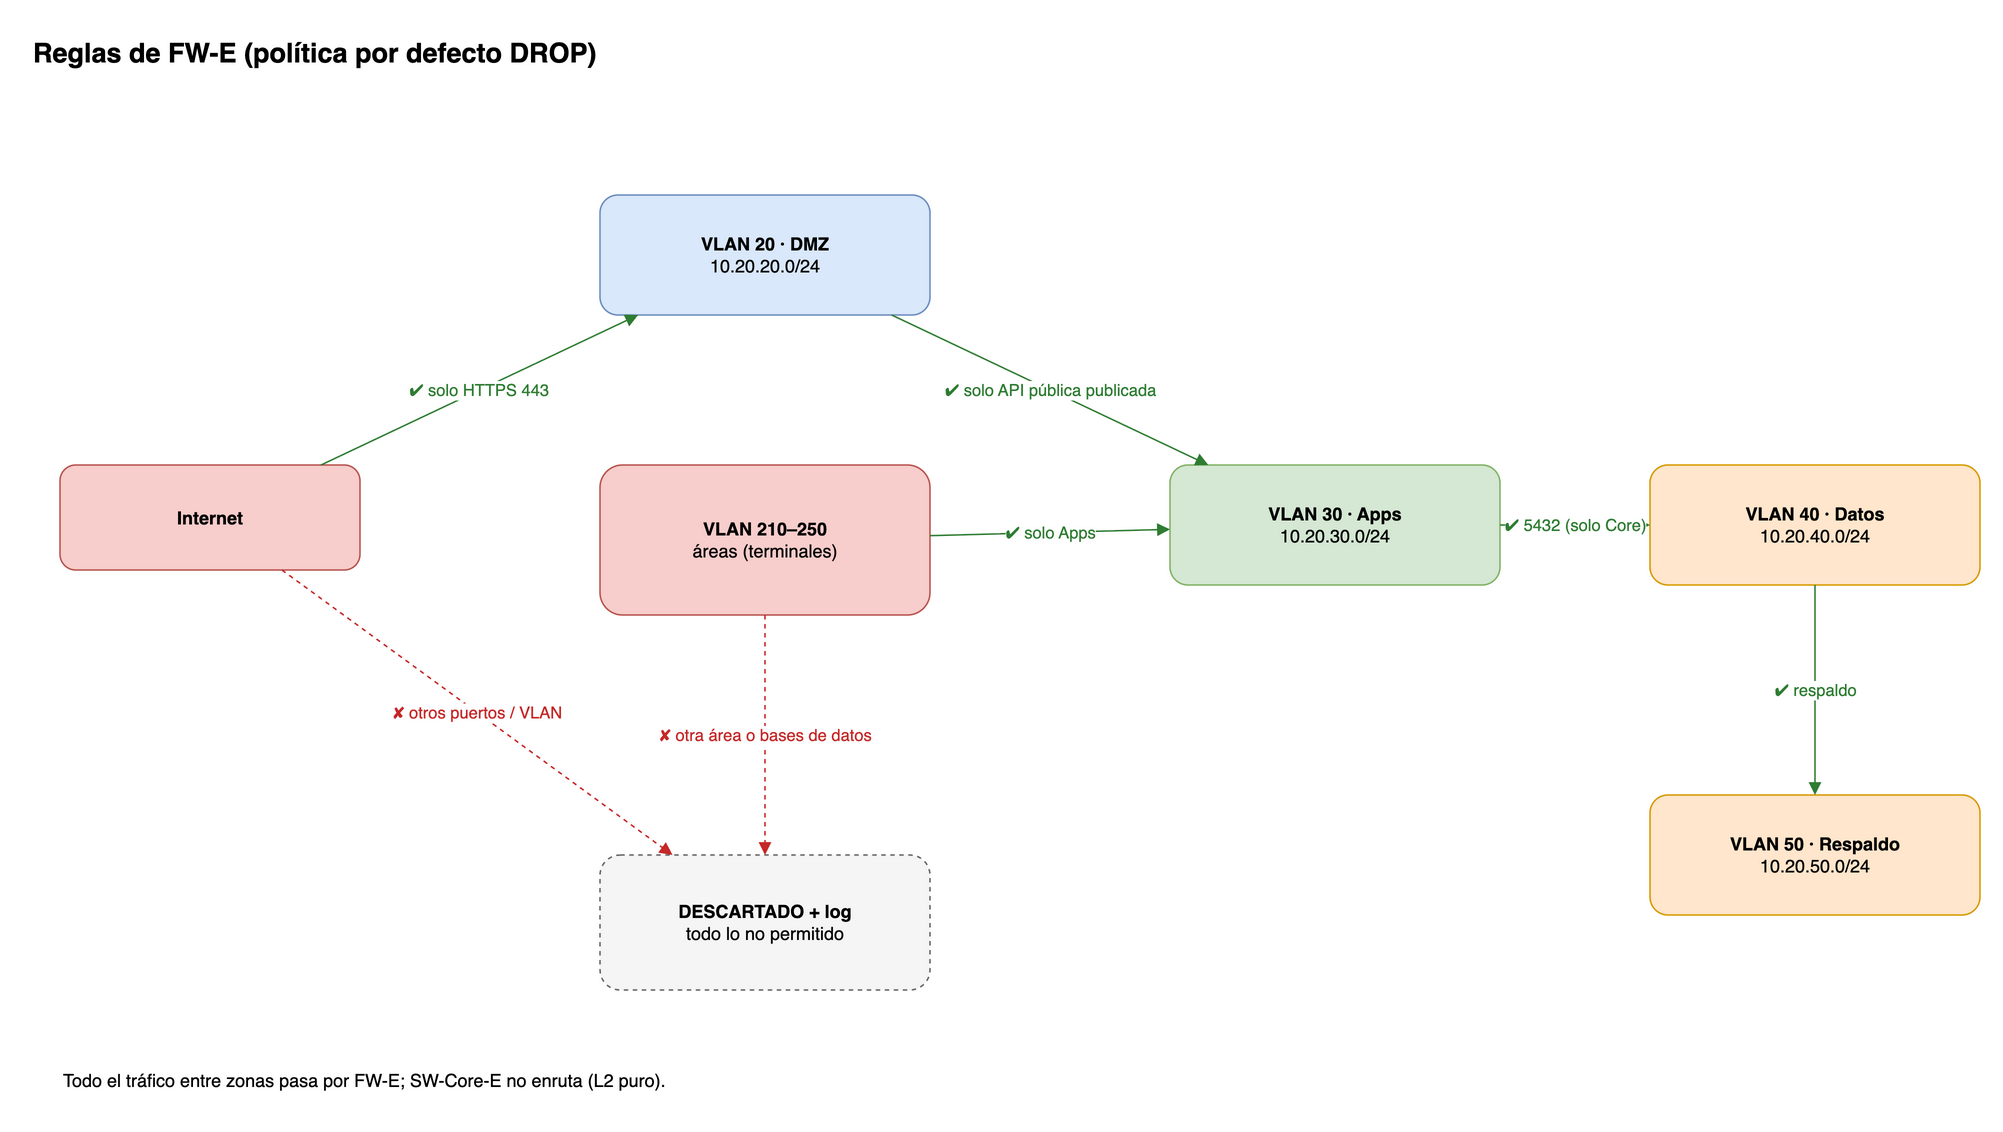 Reglas de FW-E (política por defecto DROP)
VLAN 20 · DMZ
10.20.20.0/24
✔ solo HTTPS 443
✔ solo API pública publicada
Internet
VLAN 210–250
áreas (terminales)
✔ solo Apps
VLAN 30 · Apps
10.20.30.0/24
✔ 5432 (solo Core)
VLAN 40 · Datos
10.20.40.0/24
✘ otros puertos / VLAN
✘ otra área o bases de datos
✔ respaldo
DESCARTADO + log
todo lo no permitido
VLAN 50 · Respaldo
10.20.50.0/24
Todo el tráfico entre zonas pasa por FW-E; SW-Core-E no enruta (L2 puro).